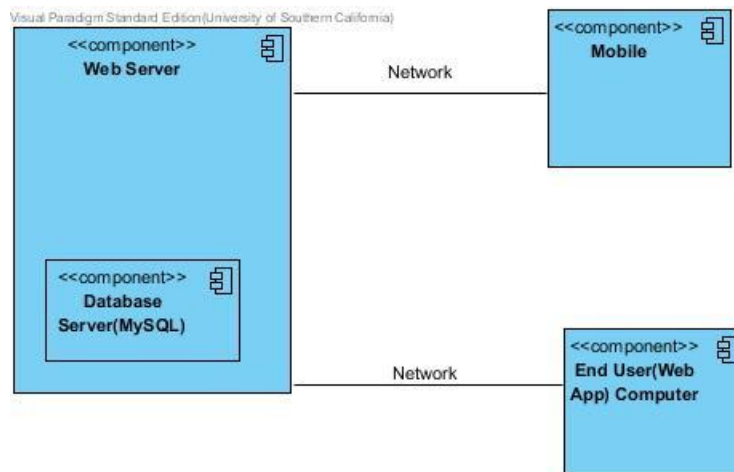 Visual Paradigm Standard Edition(University of Southern California)
<<component>>
Web Server
Network
<<component>>
Mobile
<<component>>
Database
Server(MySQL)
Network
<<component>>
End User(Web
App) Computer